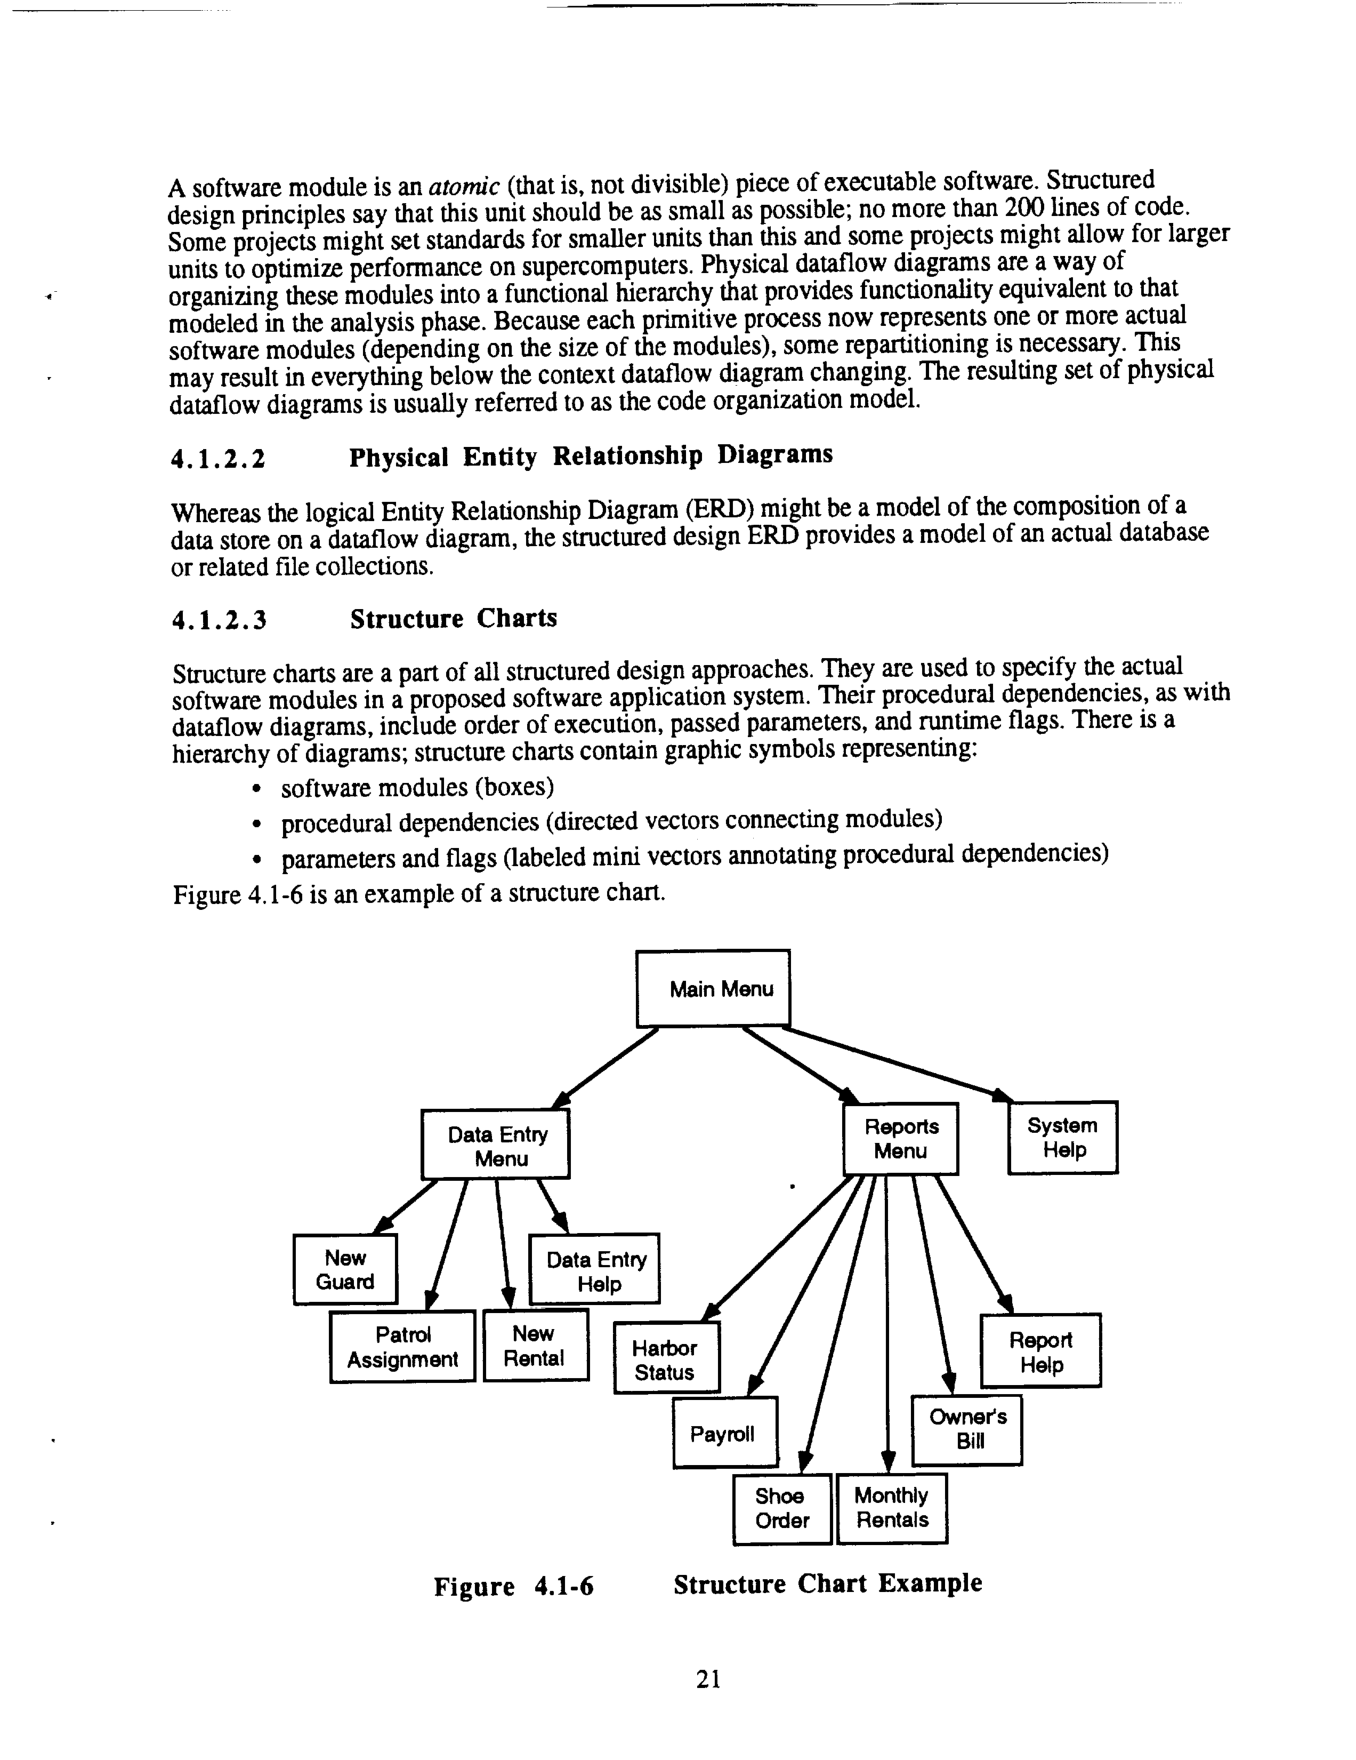 A software module is an atomic (that is, not divisible) piece of executable software. Structured
design principles say that this unit should be as small as possible; no more than 200 lines of code.
Some projects might set standards for smaller units than this and some projects might allow for larger
units to optimize performance on supercomputers. Physical dataflow diagrams are a way of
organizing these modules into a functional hierarchy that provides functionality equivalent to that
modeled in the analysis phase. Because each primitive process now represents one or more actual
software modules (depending on the size of the modules), some repartitioning is necessary. This
may result in everything below the context dataflow diagram changing. The resulting set of physical
dataflow diagrams is usually referred to as the code organization model.
4.1.2.2 Physical Entity Relationship Diagrams
Whereas the logical Entity Relationship Diagram (ERD) might be a model of the composition of a
data store on a dataflow diagram, the structured design ERD provides a model of an actual database
or related file collections.
4.1.2.3 Structure Charts
Structure charts are a part of all structured design approaches. They are used to specify the actual
software modules in a proposed software application system. Their procedural dependencies, as with
dataflow diagrams, include order of execution, passed parameters, and runtime flags. There is a
hierarchy of diagrams; structure charts contain graphic symbols representing:
• software modules (boxes)
• procedural dependencies (directed vectors connecting modules)
• parameters and flags (labeled mini vectors annotating procedural dependencies)
Figure 4.1-6 is an example of a structure chart.
Main Menu
Data Entry
Menu
Reports
Menu
System
Help
New
Guard
Data Entry
Help
Patrol
Assignment
New
Rental
Harbor
Status
Report
Help
Payroll
Owner's
Bill
Shoe
Order
Monthly
Rentals
Figure 4.1-6 Structure Chart Example
21